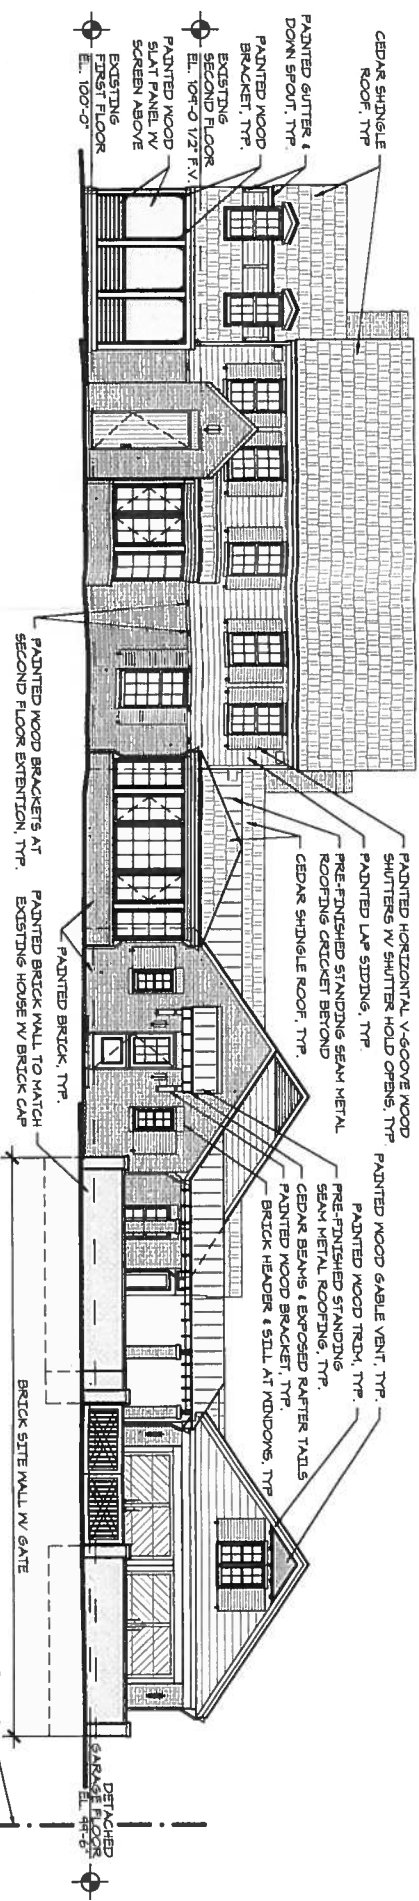 CEDAR SHINGLE
ROOF, TYP
PAINTED GUTTER &
DOWN SPOUT, TYP.
PAINTED WOOD
BRACKET, TYP.
EXISTING
SECOND FLOOR
EL. 109'-0 1/2" F.V.
PAINTED WOOD
SLAT PANEL W/
SCREEN ABOVE
EXISTING
FIRST FLOOR
EL. 100'-0"
PAINTED WOOD BRACKETS AT
SECOND FLOOR EXTENTION, TYP.
PAINTED HORIZONTAL V-GOOVE WOOD
SHUTTERS W/ SHUTTER HOLD OPENS, TYP
PAINTED LAP SIDING, TYP.
PRE-FINISHED STANDING SEAM METAL
ROOFING CRICKET BEYOND
CEDAR SHINGLE ROOF, TYP.
PAINTED BRICK, TYP.
PAINTED BRICK WALL TO MATCH
EXISTING HOUSE W/ BRICK CAP
PAINTED WOOD GABLE VENT, TYP.
PAINTED WOOD TRIM, TYP.
PRE-FINISHED STANDING
SEAM METAL ROOFING, TYP.
CEDAR BEAMS & EXPOSED RAFTER TAILS
PAINTED WOOD BRACKET, TYP.
BRICK HEADER & SILL AT WINDOWS, TYP
BRICK SITE WALL W/ GATE
DETACHED
GARAGE FLOOR
EL. 99'-6"